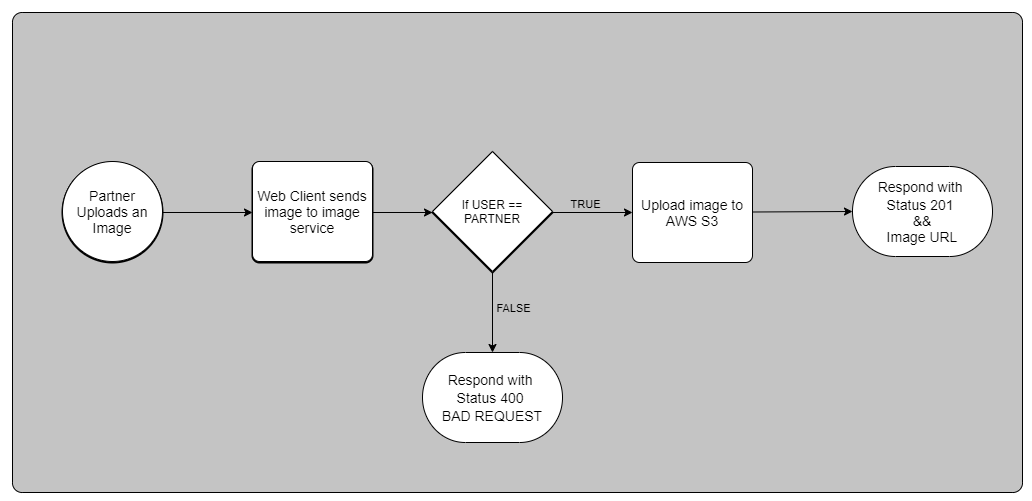 Partner
Uploads an
Image
Web Client sends
image to image
service
If USER ==
PARTNER
TRUE
Upload image to
AWS S3
Respond with
Status 201
&&
Image URL
FALSE
Respond with
Status 400
BAD REQUEST